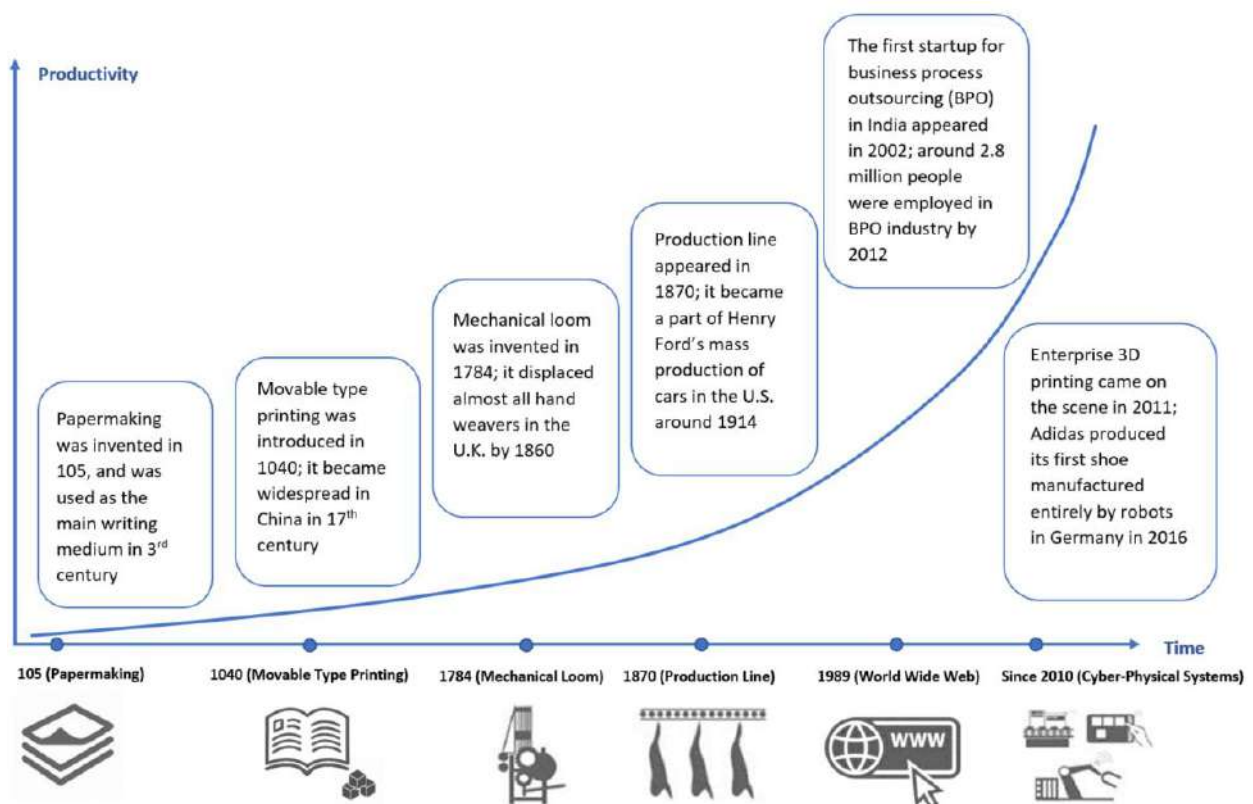 Productivity
Papermaking
was invented in
105, and was
used as the
main writing
medium in 3rd
century
Movable type
printing was
introduced in
1040; it became
widespread in
China in 17th
century
Mechanical loom
was invented in
1784; it displaced
almost all hand
weavers in the
U.K. by 1860
Production line
appeared in
1870; it became
a part of Henry
Ford's mass
production of
cars in the U.S.
around 1914
The first startup for
business process
outsourcing (BPO)
in India appeared
in 2002; around 2.8
million people
were employed in
BPO industry by
2012
Enterprise 3D
printing came on
the scene in 2011;
Adidas produced
its first shoe
manufactured
entirely by robots
in Germany in 2016
Time
105 (Papermaking)
1040 (Movable Type Printing)
1784 (Mechanical Loom)
1870 (Production Line)
1989 (World Wide Web)
Since 2010 (Cyber-Physical Systems)
WWW